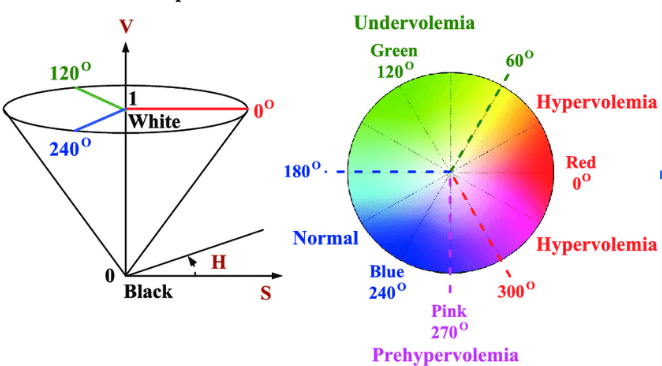 V
120°
1
White
0°
240°
H
0
Black
S
Undervolemia
Green
120°
60°
Hypervolemia
180°
Red
0°
Normal
Hypervolemia
Blue
240°
300°
Pink
270°
Prehypervolemia